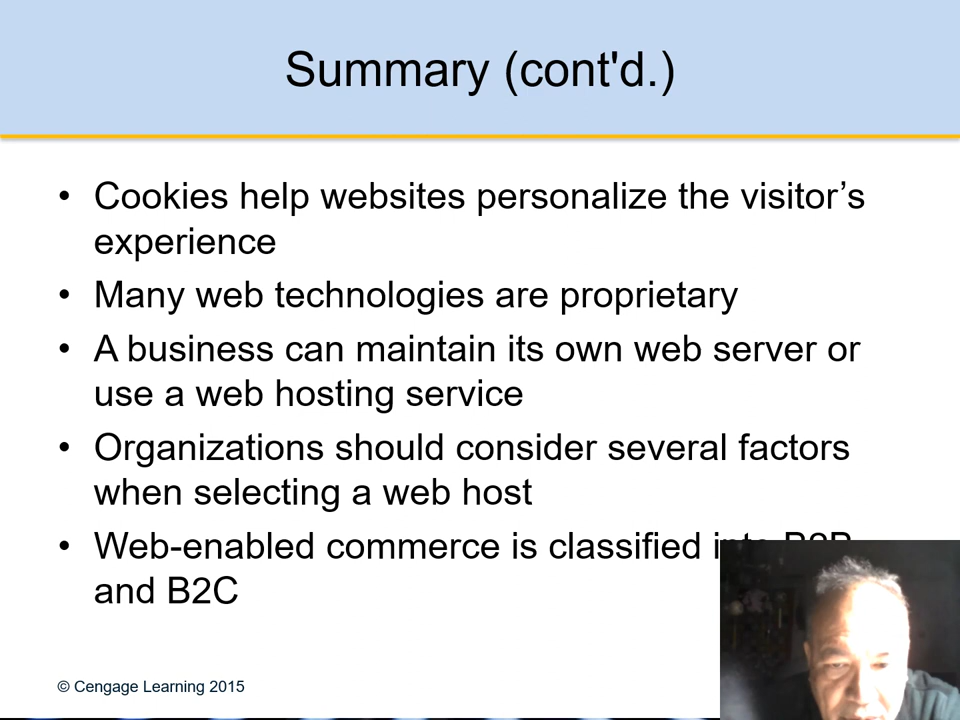 Summary (cont'd.)
• Cookies help websites personalize the visitor’s
experience
• Many web technologies are proprietary
• A business can maintain its own web server or
use a web hosting service
• Organizations should consider several factors
when selecting a web host
• Web-enabled commerce is classified into B2B
and B2C
© Cengage Learning 2015